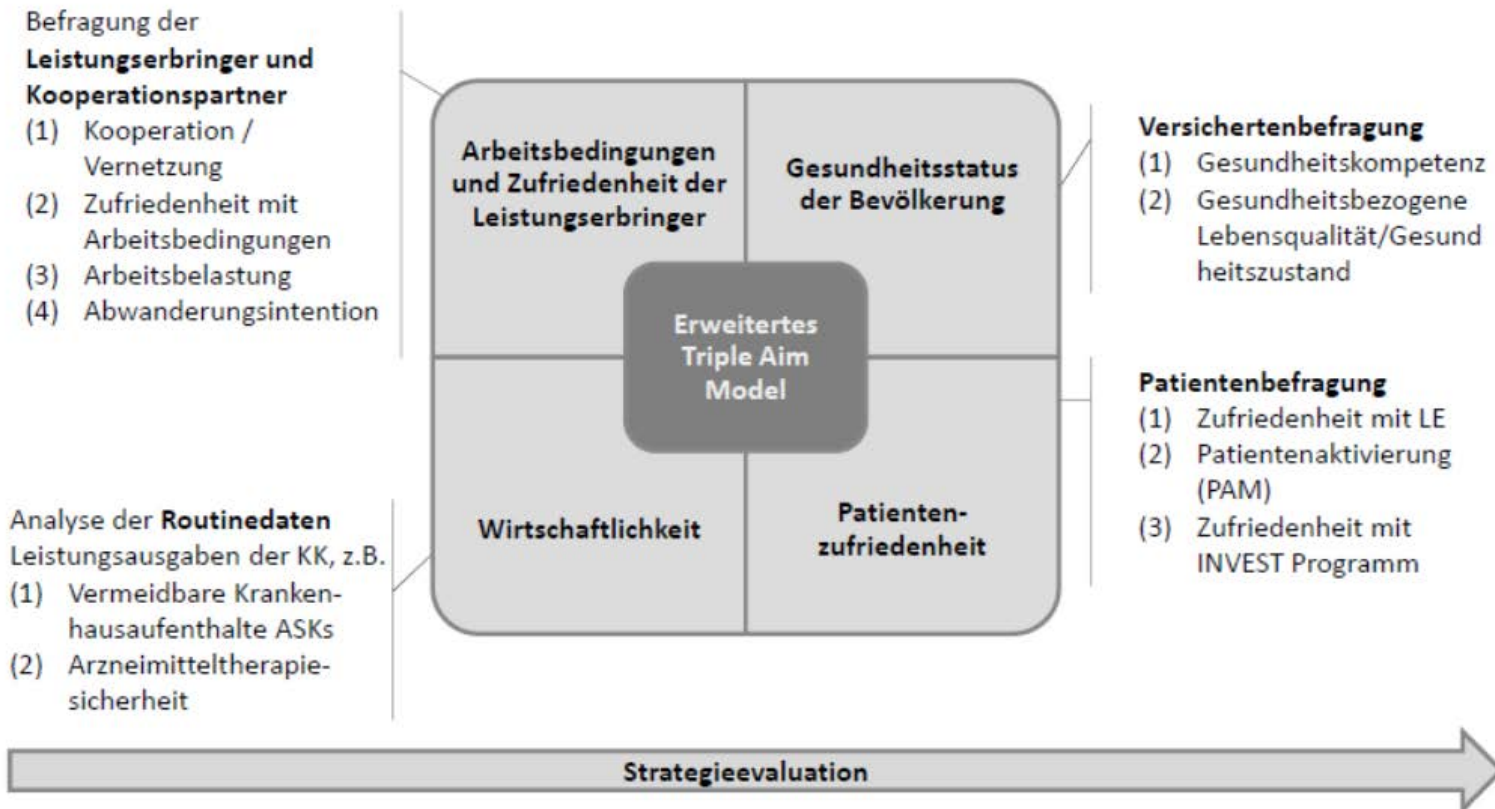 Befragung der
Leistungserbringer und
Kooperationspartner
(1) Kooperation /
Vernetzung
(2) Zufriedenheit mit
Arbeitsbedingungen
(3) Arbeitsbelastung
(4) Abwanderungsintention
Arbeitsbedingungen
und Zufriedenheit der
Leistungserbringer
Gesundheitsstatus
der Bevölkerung
Versichertenbefragung
(1) Gesundheitskompetenz
(2) Gesundheitsbezogene
Lebensqualität/Gesund
heitszustand
Erweitertes
Triple Aim
Model
Analyse der Routinedaten
Leistungsausgaben der KK, z.B.
(1) Vermeidbare Kranken-
hausaufenthalte ASKs
(2) Arzneimitteltherapie-
sicherheit
Wirtschaftlichkeit
Patienten-
zufriedenheit
Patientenbefragung
(1) Zufriedenheit mit LE
(2) Patientenaktivierung
(PAM)
(3) Zufriedenheit mit
INVEST Programm
Strategieevaluation